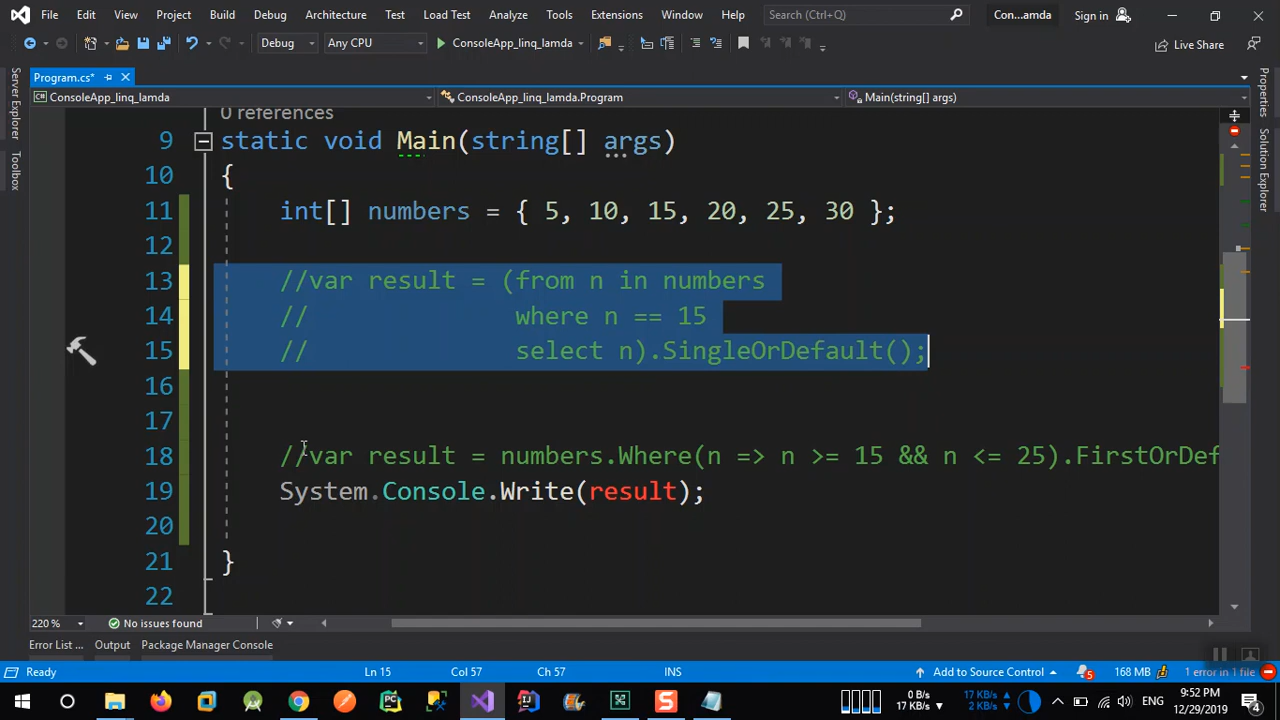 File Edit View Project Build Debug Architecture Test Load Test Analyze Tools Extensions Window Help Search (Ctrl+Q) Con...amda Sign in
Debug Any CPU ConsoleApp_linq_lamda Live Share
Program.cs*
ConsoleApp_linq_lamda ConsoleApp_linq_lamda.Program Main(string[] args)
Server Explorer
Toolbox
Properties
Solution Explorer
0 references
9 static void Main(string[] args)
10 {
11 int[] numbers = { 5, 10, 15, 20, 25, 30 };
12
13 //var result = (from n in numbers
14 // where n == 15
15 // select n).SingleOrDefault();
16
17
18 //var result = numbers.Where(n => n >= 15 && n <= 25).FirstOrDef
19 System.Console.Write(result);
20
21 }
22
220 % No issues found
Error List ... Output Package Manager Console
Ready Ln 15 Col 57 Ch 57 INS Add to Source Control 5 168 MB 1 error in 1 file
0 B/s 17 KB/s
17 KB/s 2 KB/s
ENG 9:52 PM
12/29/2019 4